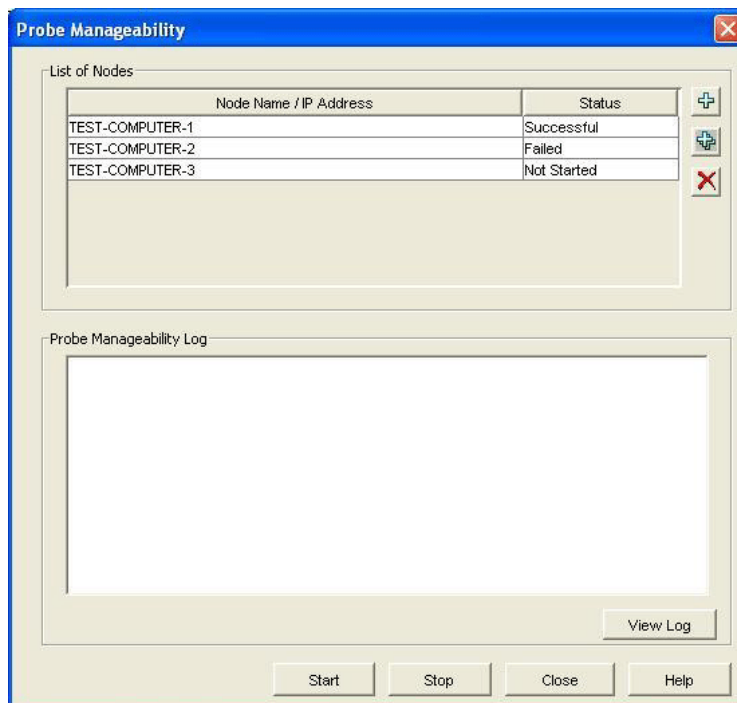 Probe Manageability
List of Nodes
Node Name / IP Address Status
TEST-COMPUTER-1 Successful
TEST-COMPUTER-2 Failed
TEST-COMPUTER-3 Not Started
Probe Manageability Log
View Log
Start Stop Close Help